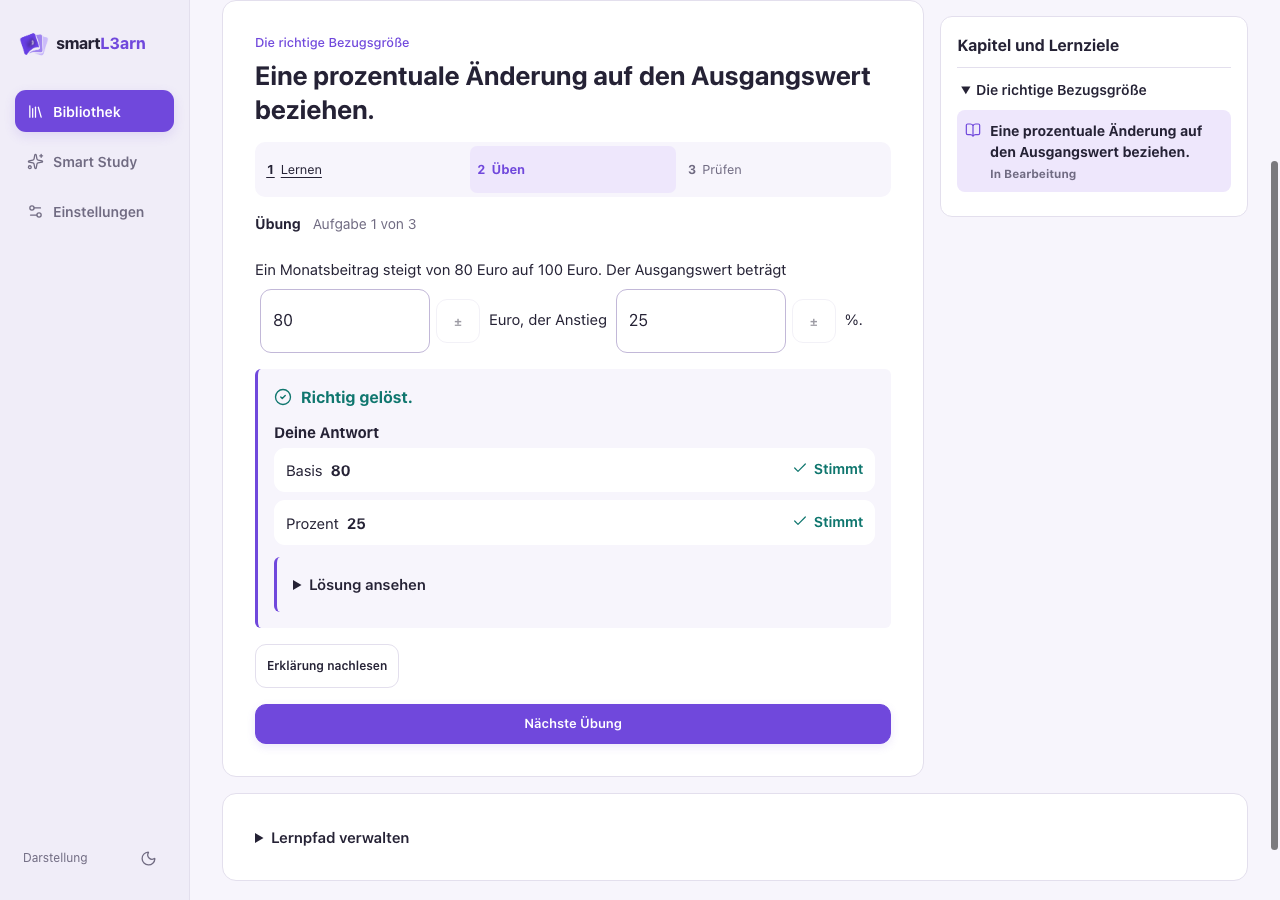 smartL3arn
Bibliothek
Smart Study
Einstellungen
Darstellung
Die richtige Bezugsgröße
Eine prozentuale Änderung auf den Ausgangswert
beziehen.
1 Lernen
2 Üben
3 Prüfen
Übung Aufgabe 1 von 3
Ein Monatsbeitrag steigt von 80 Euro auf 100 Euro. Der Ausgangswert beträgt
80 ± Euro, der Anstieg 25 ± %.
Richtig gelöst.
Deine Antwort
Basis 80 Stimmt
Prozent 25 Stimmt
Lösung ansehen
Erklärung nachlesen
Nächste Übung
Lernpfad verwalten
Kapitel und Lernziele
Die richtige Bezugsgröße
Eine prozentuale Änderung auf
den Ausgangswert beziehen.
In Bearbeitung